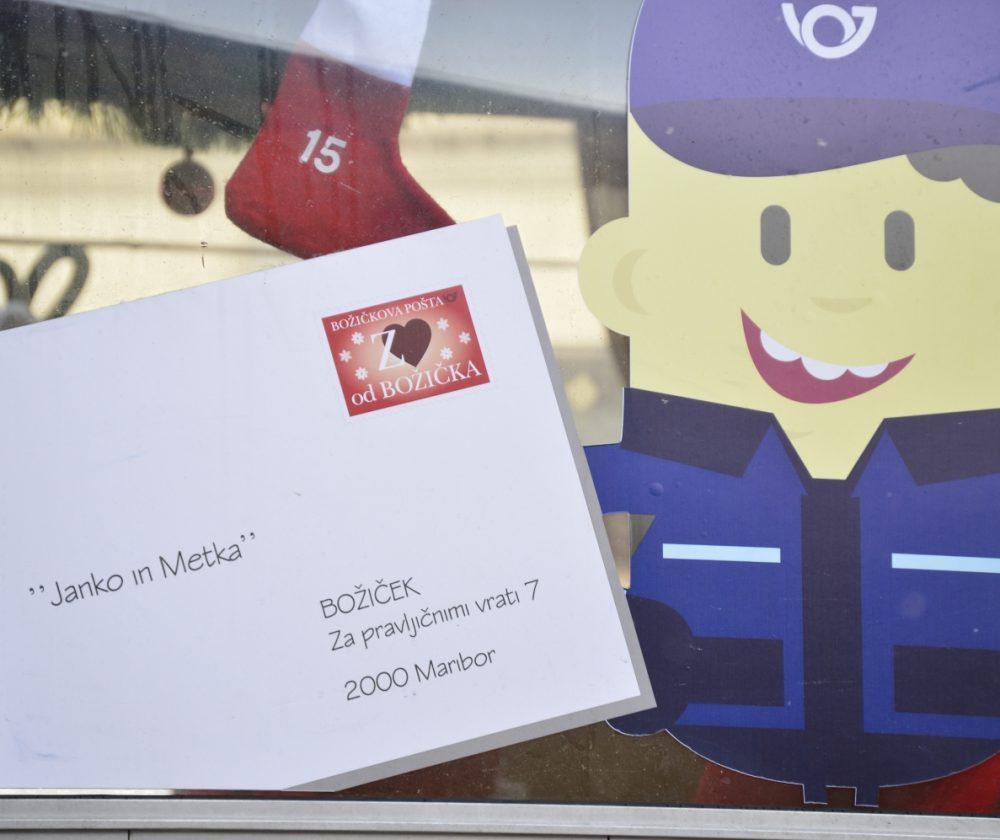 15
BOŽIČKOVA POŠTA
Z
od BOŽIČKA
”Janko in Metka”
BOŽIČEK
Za pravljičnimi vrati 7
2000 Maribor